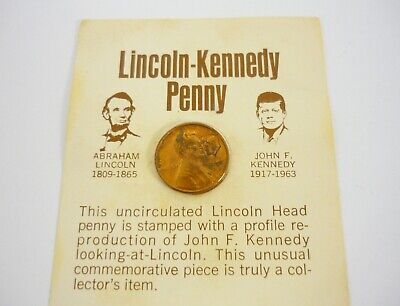 Lincoln-Kennedy
Penny
ABRAHAM
LINCOLN
1809-1865
JOHN F.
KENNEDY
1917-1963
This uncirculated Lincoln Head
penny is stamped with a profile re-
production of John F. Kennedy
looking-at-Lincoln. This unusual
commemorative piece is truly a col-
lector's item.